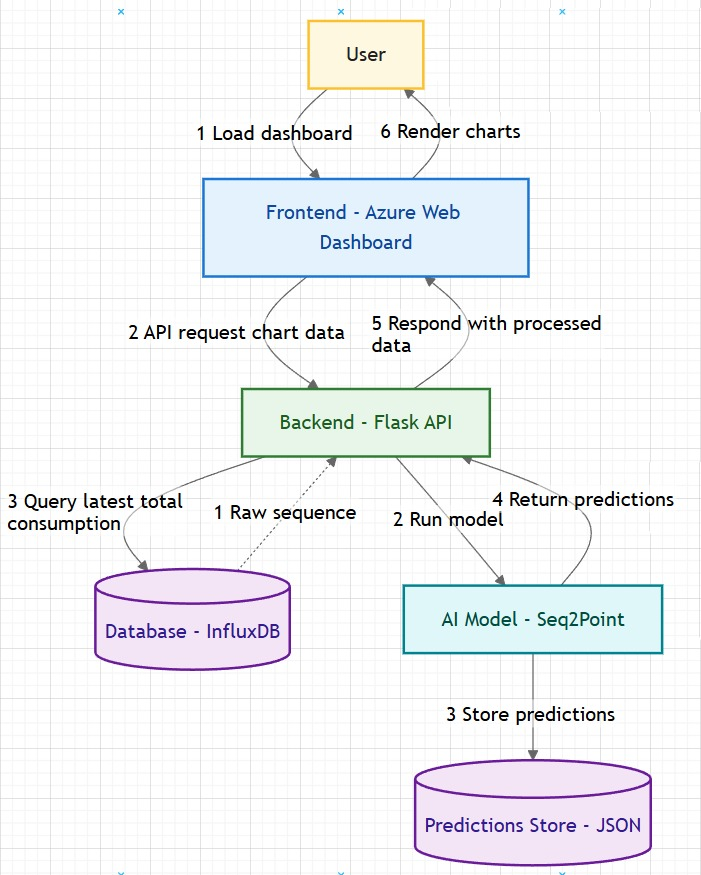 User
1 Load dashboard
6 Render charts
Frontend - Azure Web
Dashboard
2 API request chart data
5 Respond with processed
data
Backend - Flask API
3 Query latest total
consumption
1 Raw sequence
2 Run model
4 Return predictions
Database - InfluxDB
AI Model - Seq2Point
3 Store predictions
Predictions Store - JSON